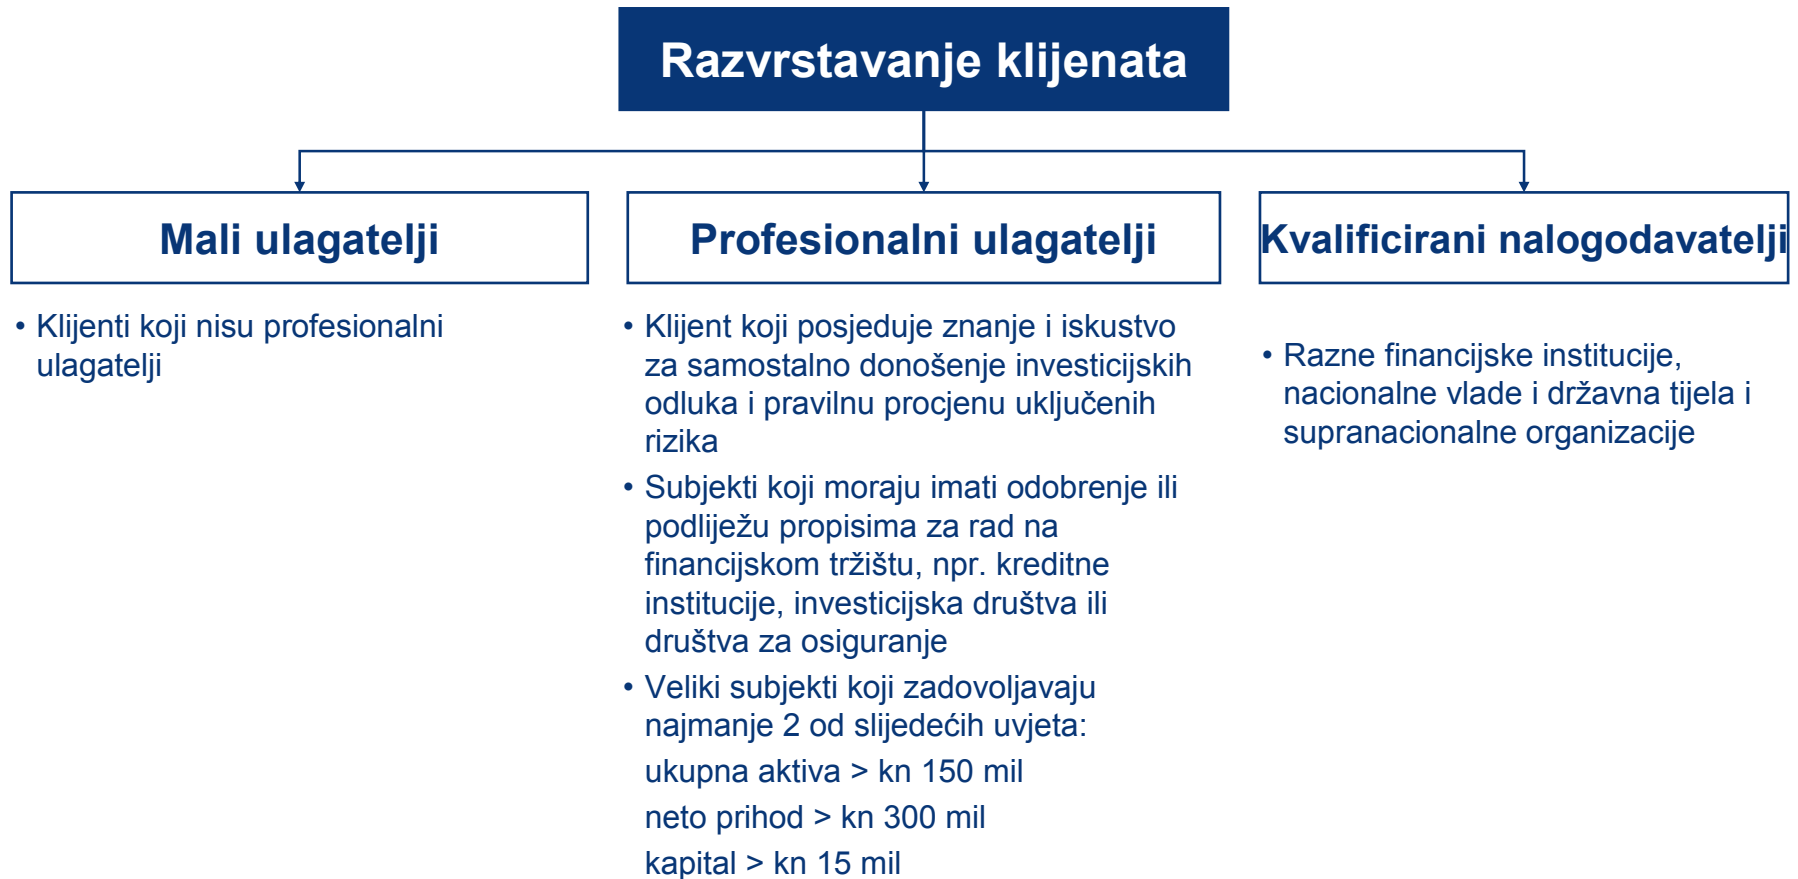 Razvrstavanje klijenata
Mali ulagatelji
• Klijenti koji nisu profesionalni
ulagatelji
Profesionalni ulagatelji
• Klijent koji posjeduje znanje i iskustvo
za samostalno donošenje investicijskih
odluka i pravilnu procjenu uključenih
rizika
• Subjekti koji moraju imati odobrenje ili
podliježu propisima za rad na
financijskom tržištu, npr. kreditne
institucije, investicijska društva ili
društva za osiguranje
• Veliki subjekti koji zadovoljavaju
najmanje 2 od slijedećih uvjeta:
ukupna aktiva > kn 150 mil
neto prihod > kn 300 mil
kapital > kn 15 mil
Kvalificirani nalogodavatelji
• Razne financijske institucije,
nacionalne vlade i državna tijela i
supranacionalne organizacije